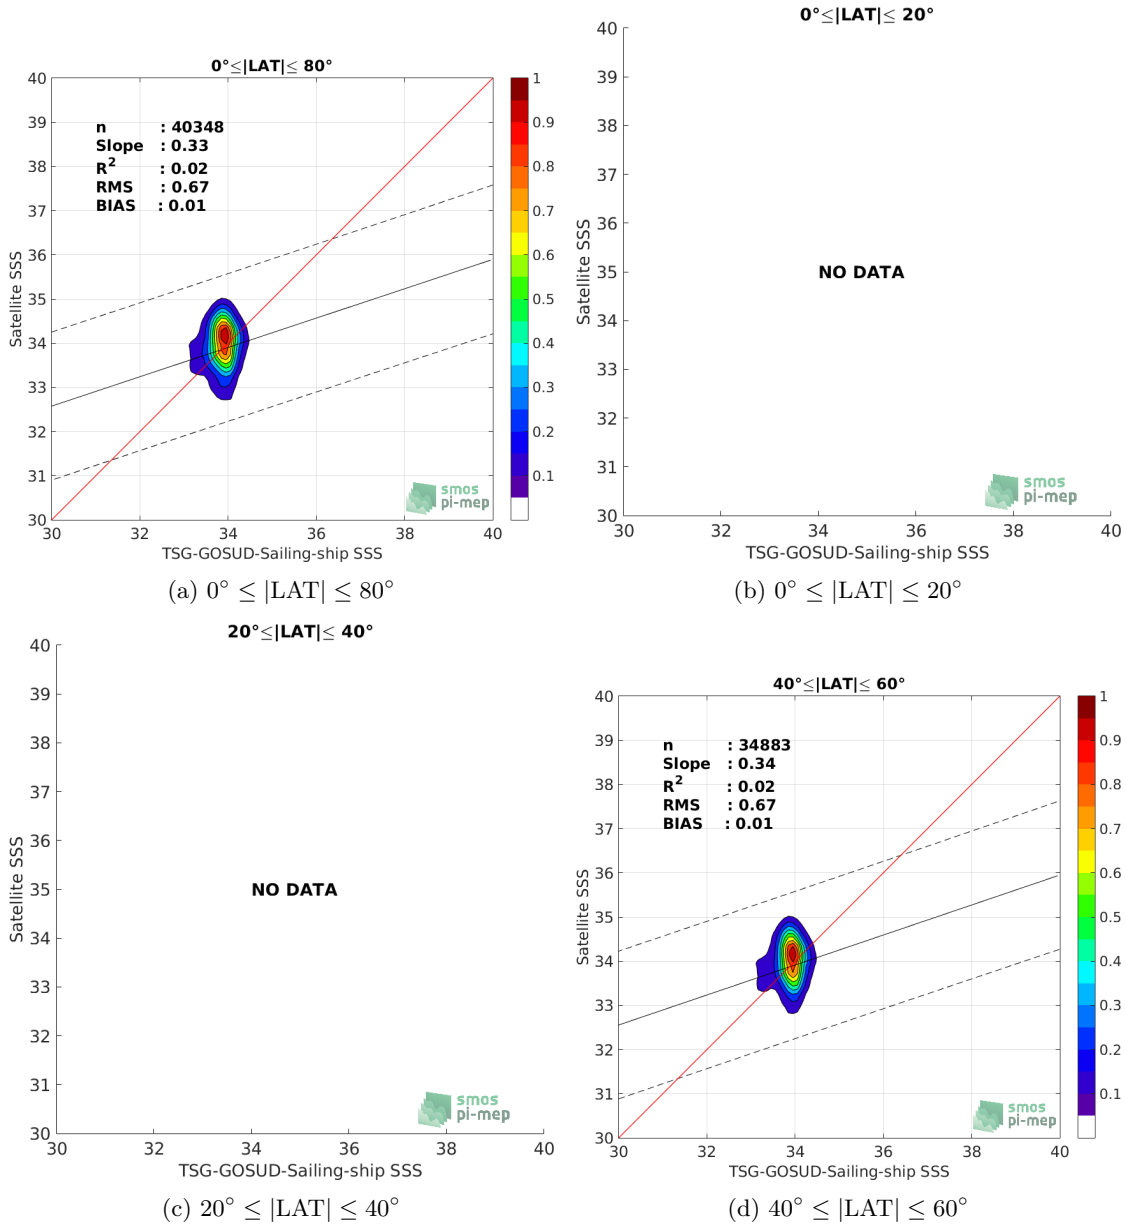 0°≤|LAT|≤ 80°
40
39
38
37
36
35
34
33
32
31
30
Satellite SSS
n : 40348
Slope : 0.33
R2 : 0.02
RMS : 0.67
BIAS : 0.01
1
0.9
0.8
0.7
0.6
0.5
0.4
0.3
0.2
0.1
smos
pi-mep
30 32 34 36 38 40
TSG-GOSUD-Sailing-ship SSS
(a) 0° ≤ |LAT| ≤ 80°
0°≤|LAT|≤ 20°
40
39
38
37
36
35
34
33
32
31
30
Satellite SSS
NO DATA
smos
pi-mep
30 32 34 36 38 40
TSG-GOSUD-Sailing-ship SSS
(b) 0° ≤ |LAT| ≤ 20°
20°≤|LAT|≤ 40°
40
39
38
37
36
35
34
33
32
31
30
Satellite SSS
NO DATA
smos
pi-mep
30 32 34 36 38 40
TSG-GOSUD-Sailing-ship SSS
(c) 20° ≤ |LAT| ≤ 40°
40°≤|LAT|≤ 60°
40
39
38
37
36
35
34
33
32
31
30
Satellite SSS
n : 34883
Slope : 0.34
R2 : 0.02
RMS : 0.67
BIAS : 0.01
1
0.9
0.8
0.7
0.6
0.5
0.4
0.3
0.2
0.1
smos
pi-mep
30 32 34 36 38 40
TSG-GOSUD-Sailing-ship SSS
(d) 40° ≤ |LAT| ≤ 60°